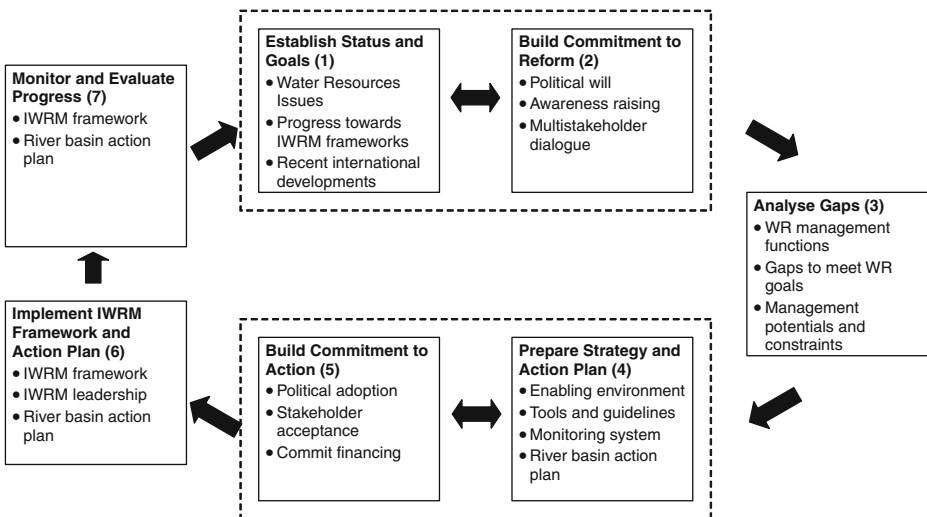 Establish Status and
Goals (1)
• Water Resources
Issues
• Progress towards
IWRM frameworks
• Recent international
developments
Build Commitment to
Reform (2)
• Political will
• Awareness raising
• Multistakeholder
dialogue
Analyse Gaps (3)
• WR management
functions
• Gaps to meet WR
goals
• Management
potentials and
constraints
Prepare Strategy and
Action Plan (4)
• Enabling environment
• Tools and guidelines
• Monitoring system
• River basin action
plan
Build Commitment to
Action (5)
• Political adoption
• Stakeholder
acceptance
• Commit financing
Implement IWRM
Framework and
Action Plan (6)
• IWRM framework
• IWRM leadership
• River basin action
plan
Monitor and Evaluate
Progress (7)
• IWRM framework
• River basin action
plan